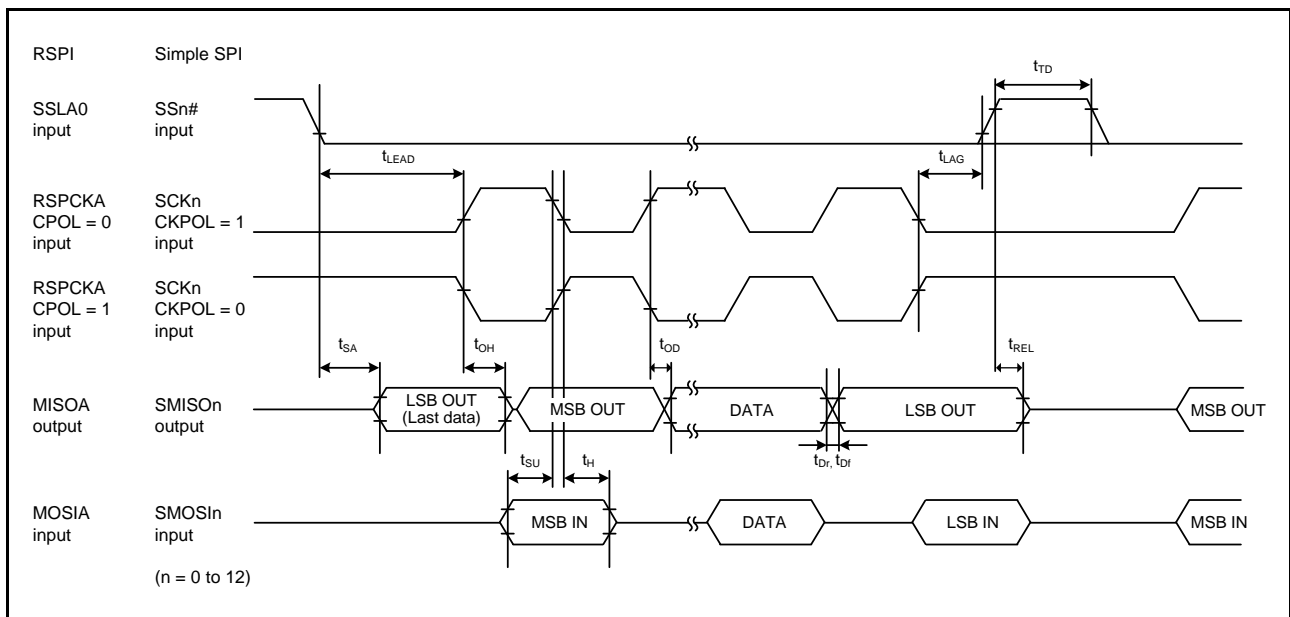 RSPI Simple SPI
tTD
SSLA0 SSn#
input input
tLEAD tLAG
RSPCKA SCKn
CPOL = 0 CKPOL = 1
input input
RSPCKA SCKn
CPOL = 1 CKPOL = 0
input input
tSA tOH tOD tREL
MISOA SMISOn
output output
LSB OUT
(Last data)
MSB OUT DATA LSB OUT MSB OUT
tSU tH tDr, tDf
MOSIA SMOSIn
input input
MSB IN DATA LSB IN MSB IN
(n = 0 to 12)